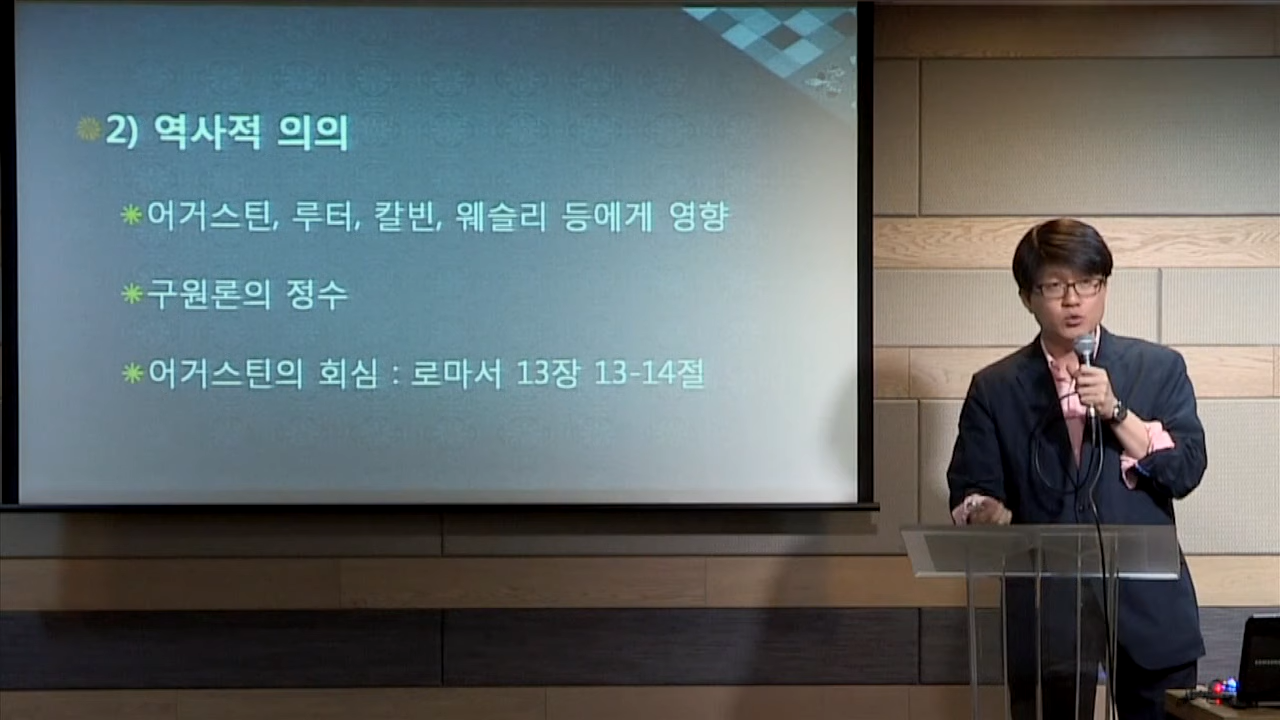 2) 역사적 의의
어거스틴, 루터, 칼빈, 웨슬리 등에게 영향
구원론의 정수
어거스틴의 회심 : 로마서 13장 13-14절